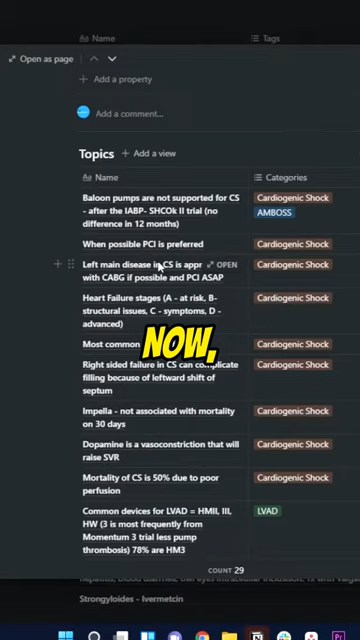 Name
Tags
Open as page
Add a property
Add a comment...
Topics
Add a view
Name
Categories
Baloon pumps are not supported for CS
- after the IABP- SHCOk II trial (no
difference in 12 months)
Cardiogenic Shock
AMBOSS
When possible PCI is preferred
Cardiogenic Shock
Left main disease in CS is appr
with CABG if possible and PCI ASAP
OPEN
Cardiogenic Shock
Heart Failure stages (A - at risk, B-
structural issues, C - symptoms, D -
advanced)
Cardiogenic Shock
Most common
Cardiogenic Shock
NOW,
Right sided failure in CS can complicate
filling because of leftward shift of
septum
Cardiogenic Shock
Impella - not associated with mortality
on 30 days
Cardiogenic Shock
Dopamine is a vasoconstriction that will
raise SVR
Cardiogenic Shock
Mortality of CS is 50% due to poor
perfusion
Cardiogenic Shock
Common devices for LVAD = HMII, III,
HW (3 is most frequently from
Momentum 3 trial less pump
thrombosis) 78% are HM3
LVAD
COUNT 29
Strongyloides - Ivermectin